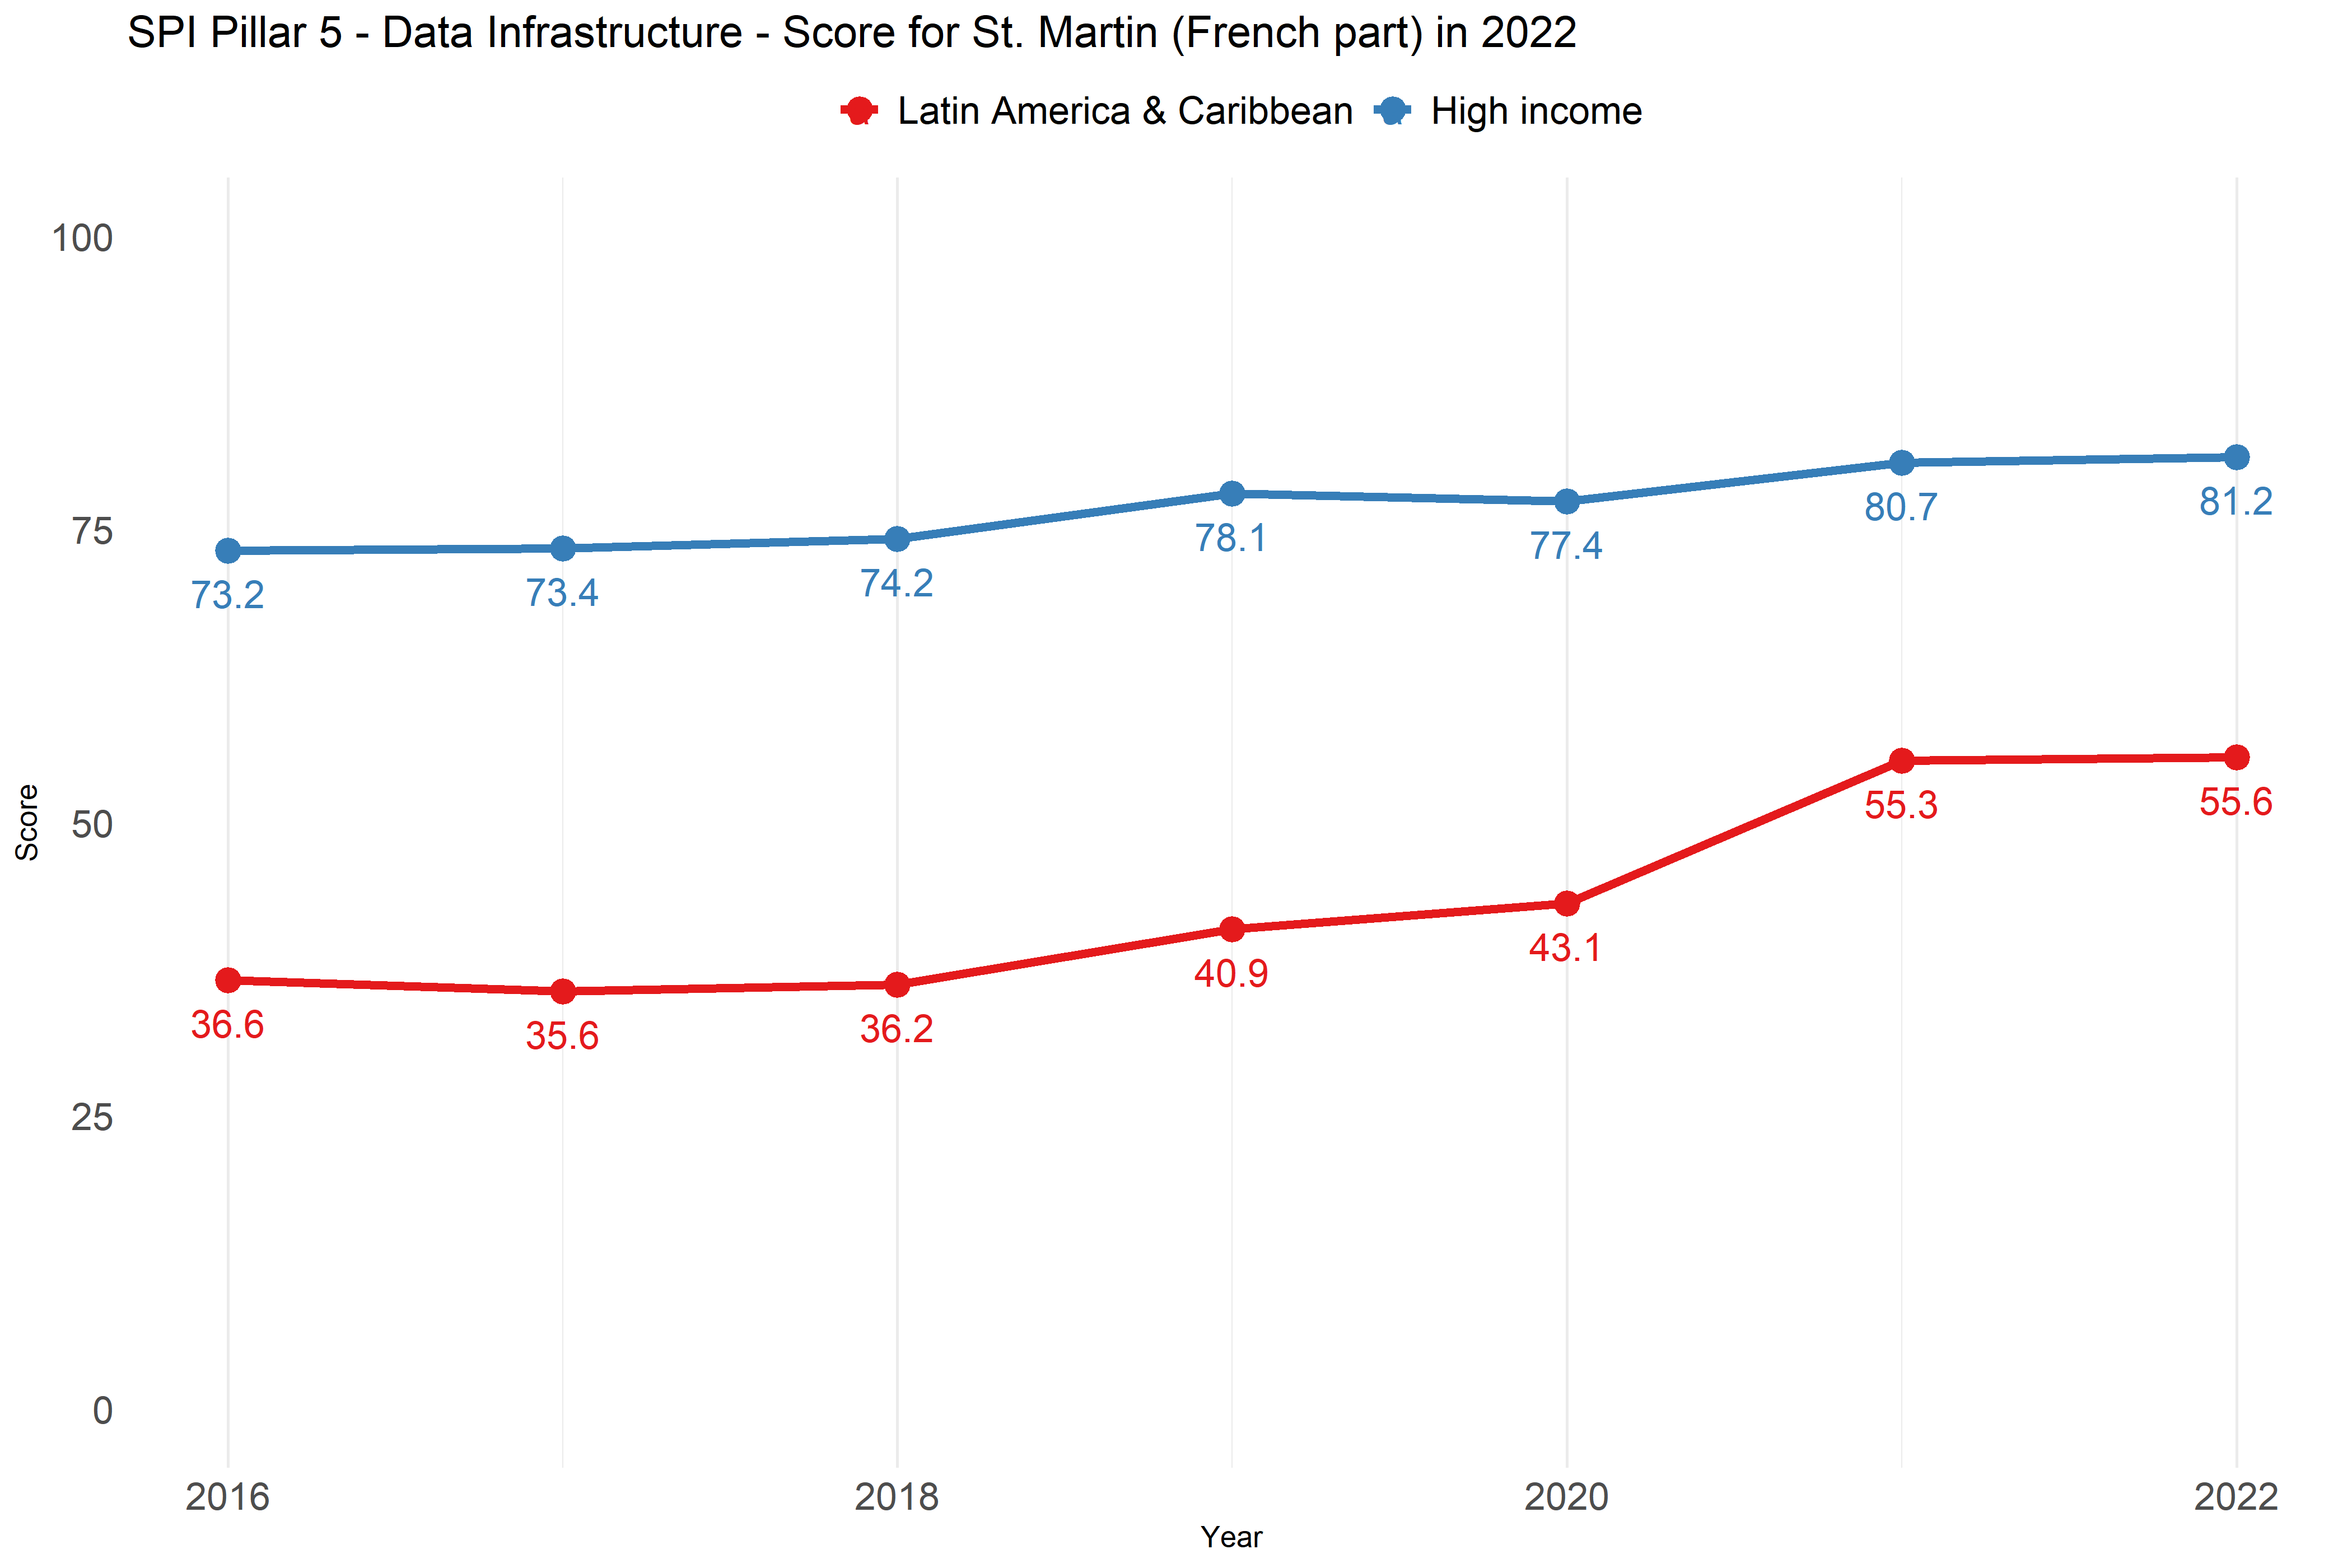 SPI Pillar 5 - Data Infrastructure - Score for St. Martin (French part) in 2022
Latin America & Caribbean High income
100
75
50
25
0
Score
73.2 73.4 74.2 78.1 77.4 80.7 81.2
36.6 35.6 36.2 40.9 43.1 55.3 55.6
2016 2018 2020 2022
Year